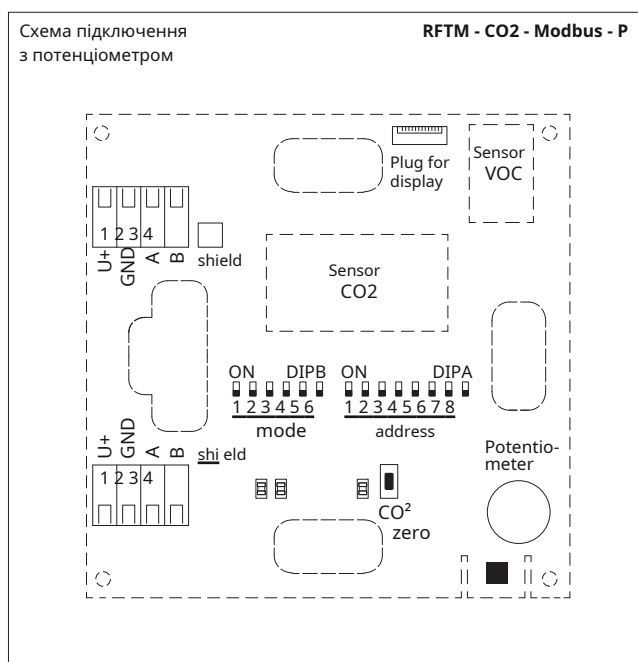 Схема підключення
з потенціометром
RFTM - CO2 - Modbus - P
Plug for
display
Sensor
VOC
1 2 3 4
U+
GND
A
B
shield
Sensor
CO2
ON DIPB
1 2 3 4 5 6
mode
ON DIPA
1 2 3 4 5 6 7 8
address
U+
GND
A
B
shi eld
1 2 3 4
CO²
zero
Potentio-
meter